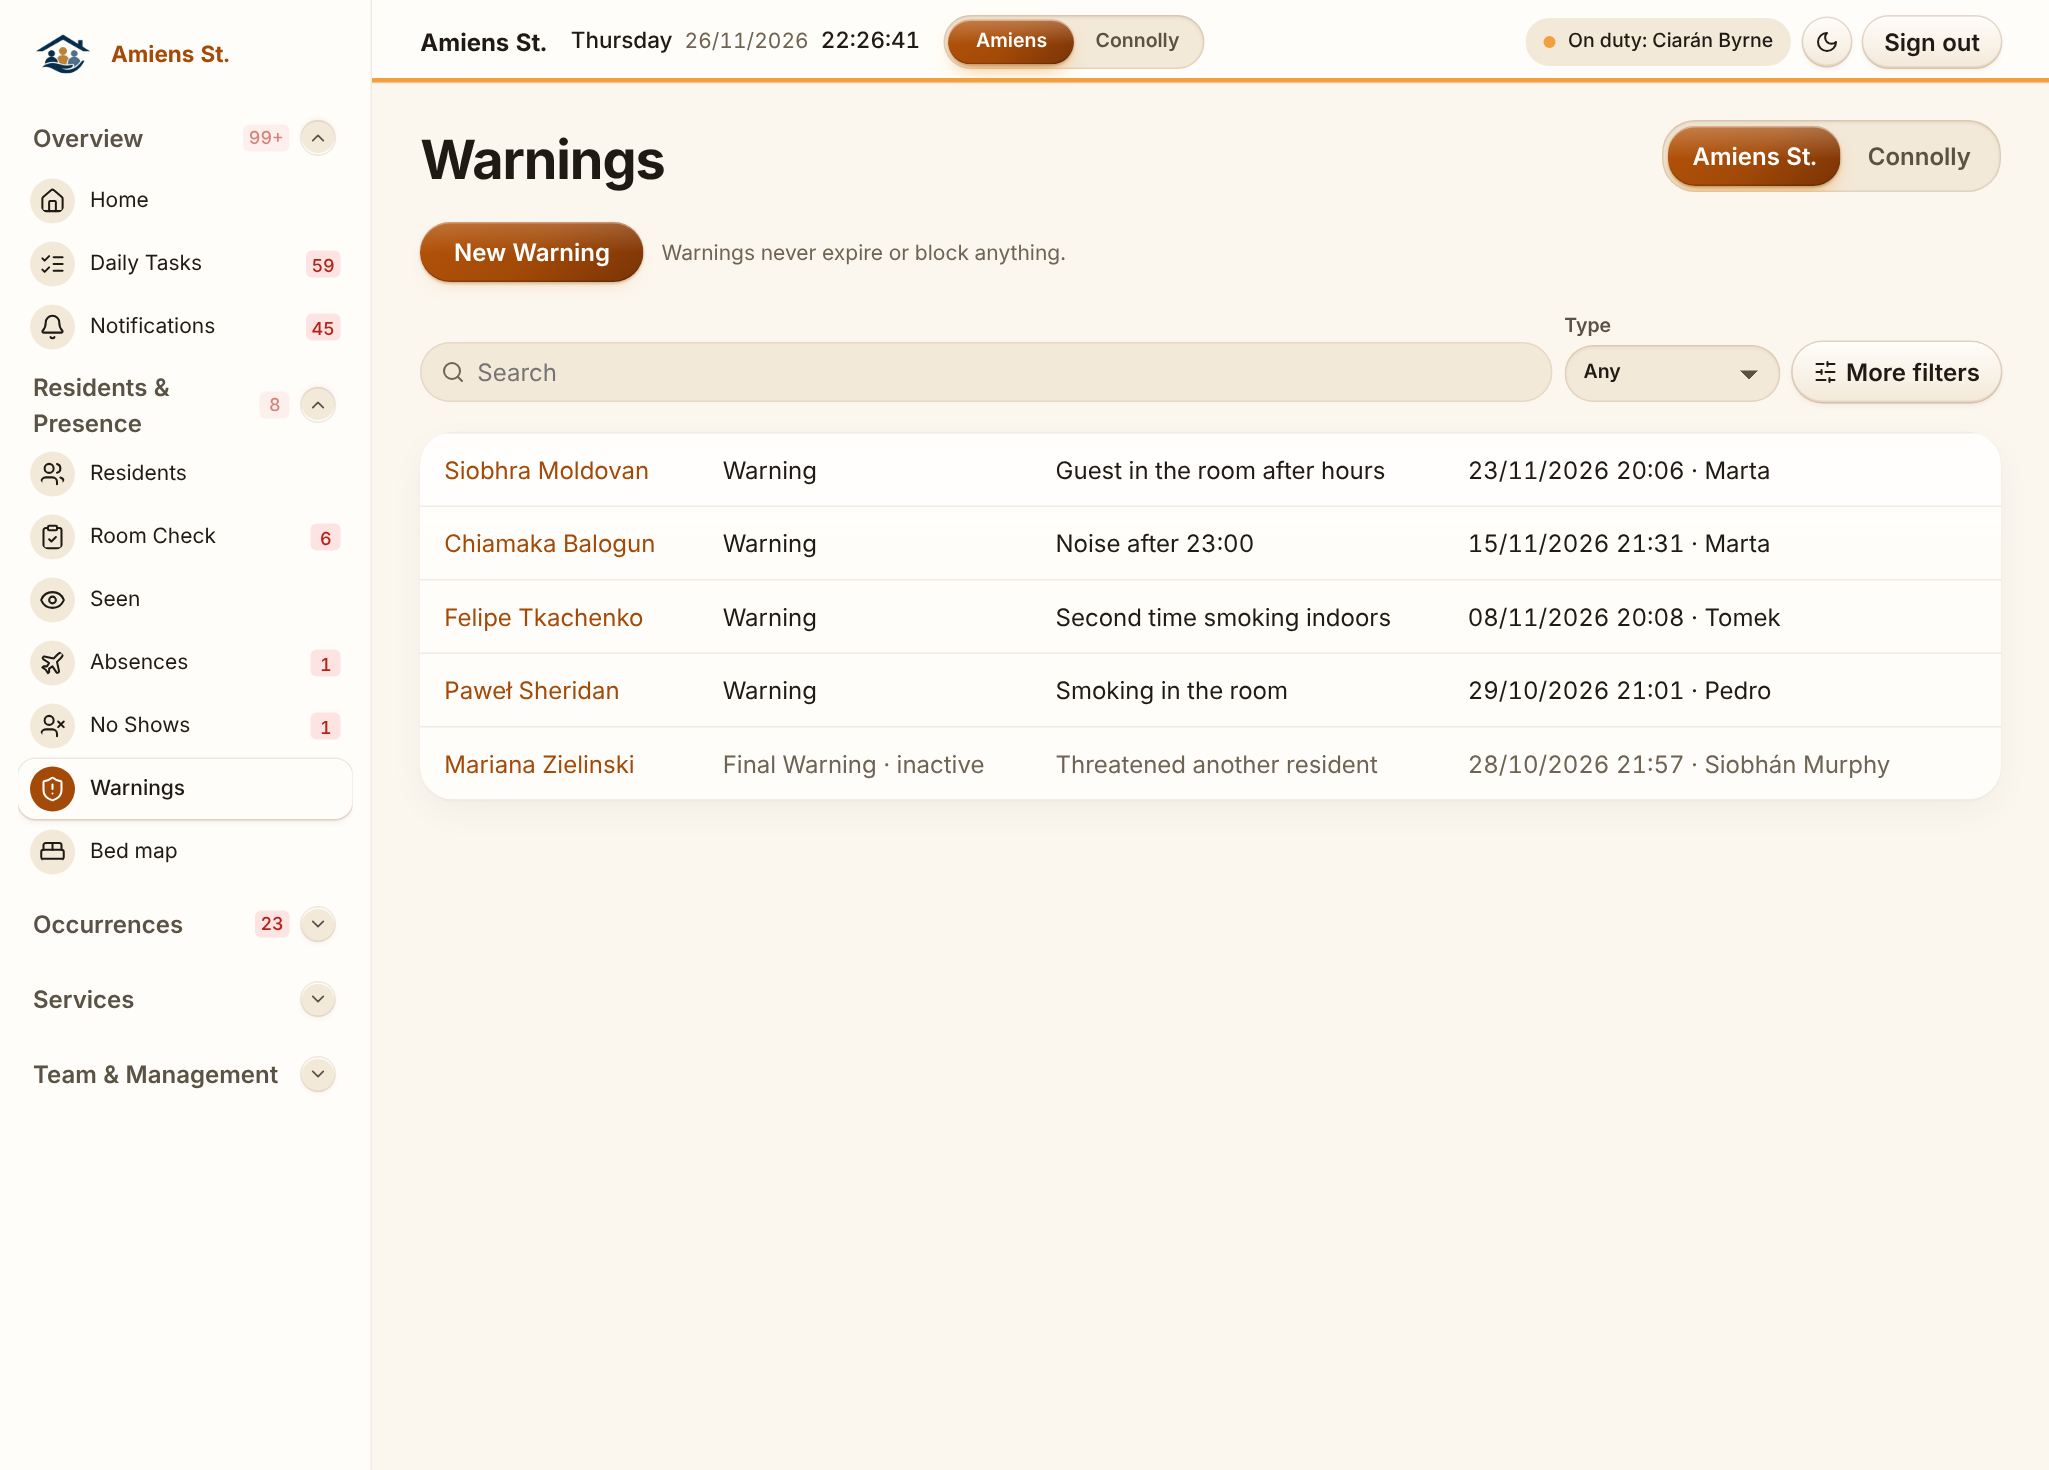 Amiens St.
Overview 99+
Home
Daily Tasks 59
Notifications 45
Residents &
Presence 8
Residents
Room Check 6
Seen
Absences 1
No Shows 1
Warnings
Bed map
Occurrences 23
Services
Team & Management
Amiens St. Thursday 26/11/2026 22:26:41 Amiens Connolly On duty: Ciarán Byrne Sign out
Warnings Amiens St. Connolly
New Warning Warnings never expire or block anything.
Type
Search Any More filters
Siobhra Moldovan Warning Guest in the room after hours 23/11/2026 20:06 · Marta
Chiamaka Balogun Warning Noise after 23:00 15/11/2026 21:31 · Marta
Felipe Tkachenko Warning Second time smoking indoors 08/11/2026 20:08 · Tomek
Paweł Sheridan Warning Smoking in the room 29/10/2026 21:01 · Pedro
Mariana Zielinski Final Warning · inactive Threatened another resident 28/10/2026 21:57 · Siobhán Murphy